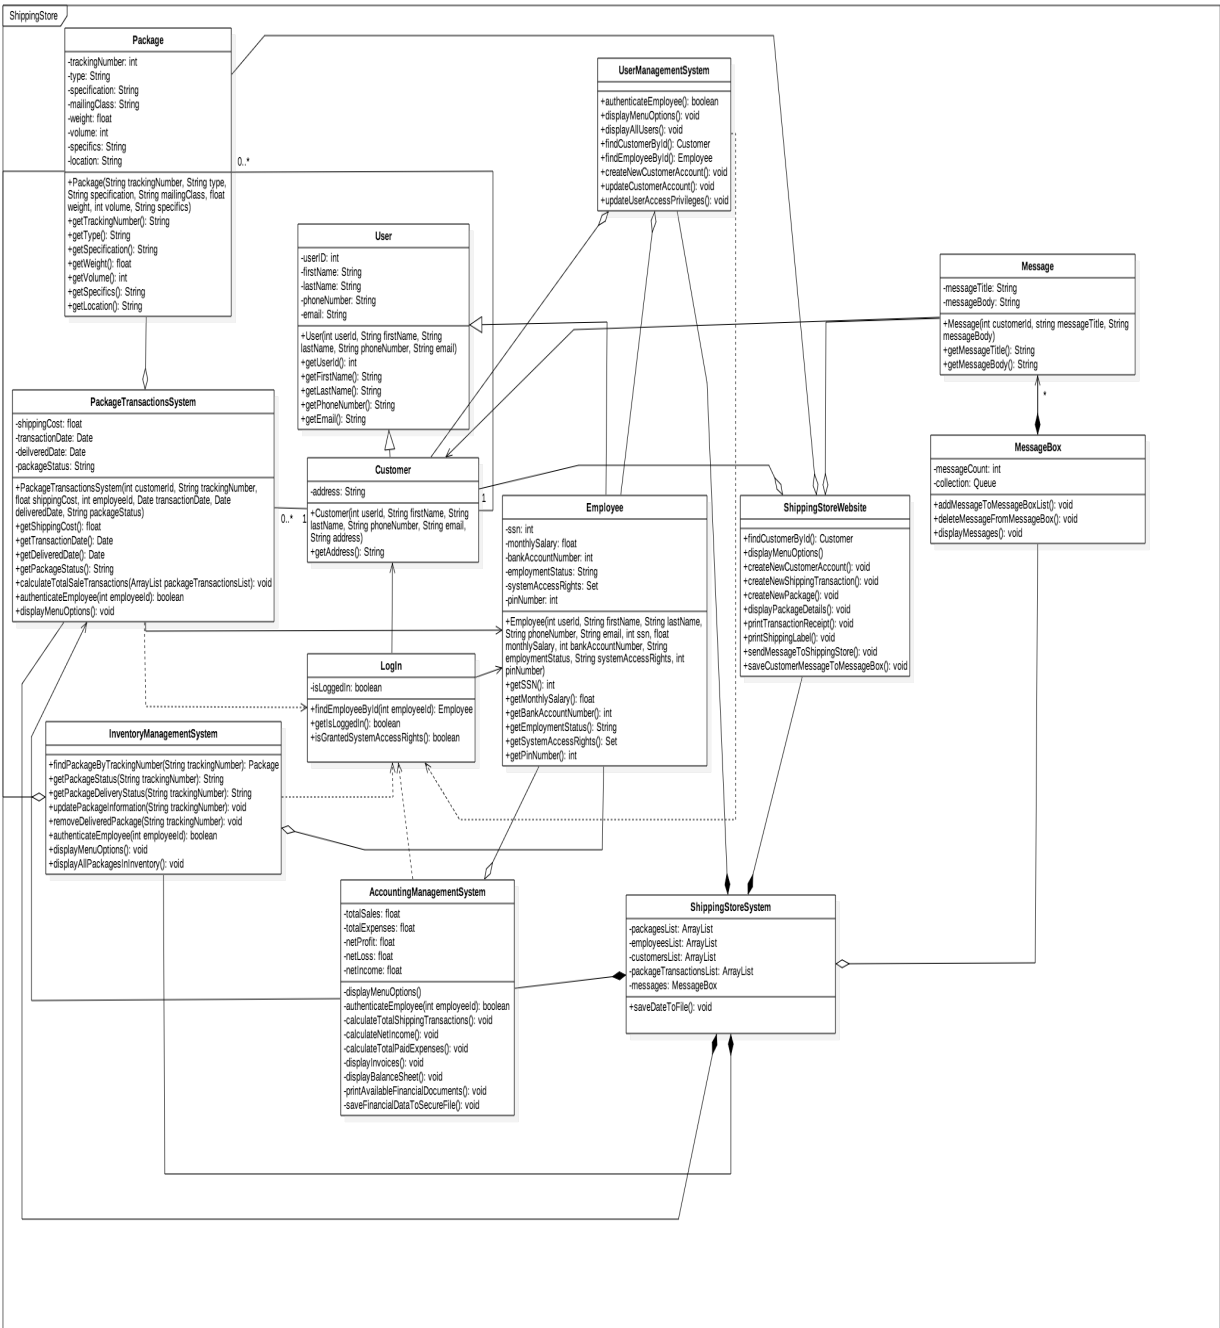 ShippingStore
Package
-trackingNumber: int
-type: String
-specification: String
-mailingClass: String
-weight: float
-volume: int
-specifics: String
-location: String
+Package(String trackingNumber, String type,
String specification, String mailingClass, float
weight, int volume, String specifics)
+getTrackingNumber(): String
+getType(): String
+getSpecification(): String
+getWeight(): float
+getVolume(): int
+getSpecifics(): String
+getLocation(): String
0..*
UserManagementSystem
+authenticateEmployee(): boolean
+displayMenuOptions(): void
+displayAllUsers(): void
+findCustomerById(): Customer
+findEmployeeById(): Employee
+createNewCustomerAccount(): void
+updateCustomerAccount(): void
+updateUserAccessPrivileges(): void
User
-userID: int
-firstName: String
-lastName: String
-phoneNumber: String
-email: String
+User(int userId, String firstName, String
lastName, String phoneNumber, String email)
+getUserId(): int
+getFirstName(): String
+getLastName(): String
+getPhoneNumber(): String
+getEmail(): String
Message
-messageTitle: String
-messageBody: String
+Message(int customerId, string messageTitle, String
messageBody)
+getMessageTitle(): String
+getMessageBody(): String
*
PackageTransactionsSystem
-shippingCost: float
-transactionDate: Date
-deliveredDate: Date
-packageStatus: String
+PackageTransactionsSystem(int customerId, String trackingNumber,
float shippingCost, int employeeId, Date transactionDate, Date
deliveredDate, String packageStatus)
+getShippingCost(): float
+getTransactionDate(): Date
+getDeliveredDate(): Date
+getPackageStatus(): String
+calculateTotalSaleTransactions(ArrayList packageTransactionsList): void
+authenticateEmployee(int employeeId): boolean
+displayMenuOptions(): void
0..*
1
Customer
-address: String
+Customer(int userId, String firstName, String
lastName, String phoneNumber, String email,
String address)
+getAddress(): String
1
Employee
-ssn: int
-monthlySalary: float
-bankAccountNumber: int
-employmentStatus: String
-systemAccessRights: Set
-pinNumber: int
+Employee(int userId, String firstName, String lastName,
String phoneNumber, String email, int ssn, float
monthlySalary, int bankAccountNumber, String
employmentStatus, String systemAccessRights, int
pinNumber)
+getSSN(): int
+getMonthlySalary(): float
+getBankAccountNumber(): int
+getEmploymentStatus(): String
+getSystemAccessRights(): Set
+getPinNumber(): int
ShippingStoreWebsite
+findCustomerById(): Customer
+displayMenuOptions()
+createNewCustomerAccount(): void
+createNewShippingTransaction(): void
+createNewPackage(): void
+displayPackageDetails(): void
+printTransactionReceipt(): void
+printShippingLabel(): void
+sendMessageToShippingStore(): void
+saveCustomerMessageToMessageBox(): void
MessageBox
-messageCount: int
-collection: Queue
+addMessageToMessageBoxList(): void
+deleteMessageFromMessageBox(): void
+displayMessages(): void
LogIn
-isLoggedIn: boolean
+findEmployeeById(int employeeId): Employee
+getIsLoggedIn(): boolean
+isGrantedSystemAccessRights(): boolean
InventoryManagementSystem
+findPackageByTrackingNumber(String trackingNumber): Package
+getPackageStatus(String trackingNumber): String
+getPackageDeliveryStatus(String trackingNumber): String
+updatePackageInformation(String trackingNumber): void
+removeDeliveredPackage(String trackingNumber): void
+authenticateEmployee(int employeeId): boolean
+displayMenuOptions(): void
+displayAllPackagesInInventory(): void
AccountingManagementSystem
-totalSales: float
-totalExpenses: float
-netProfit: float
-netLoss: float
-netIncome: float
-displayMenuOptions()
-authenticateEmployee(int employeeId): boolean
-calculateTotalShippingTransactions(): void
-calculateNetIncome(): void
-calculateTotalPaidExpenses(): void
-displayInvoices(): void
-displayBalanceSheet(): void
-printAvailableFinancialDocuments(): void
-saveFinancialDataToSecureFile(): void
ShippingStoreSystem
-packagesList: ArrayList
-employeesList: ArrayList
-customersList: ArrayList
-packageTransactionsList: ArrayList
-messages: MessageBox
+saveDateToFile(): void